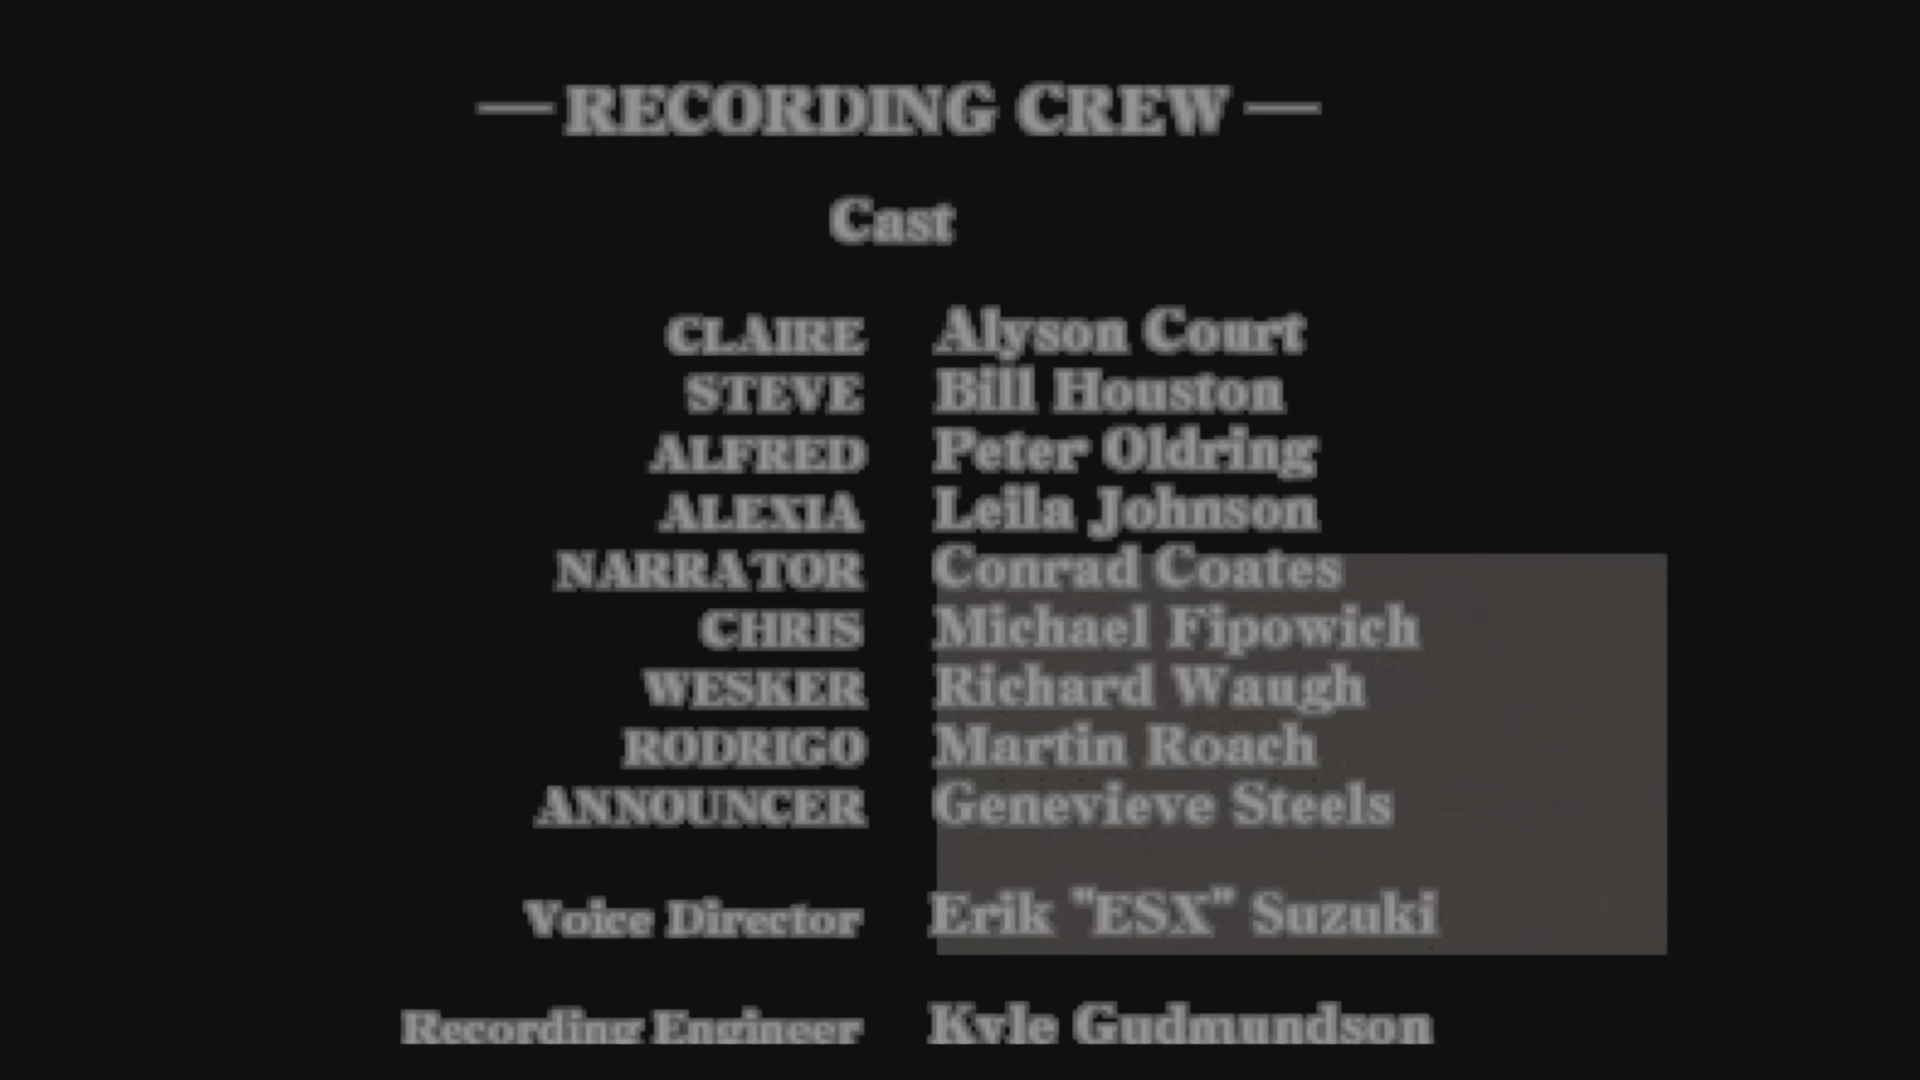 — RECORDING CREW —
Cast
CLAIRE Alyson Court
STEVE Bill Houston
ALFRED Peter Oldring
ALEXIA Leila Johnson
NARRATOR Conrad Coates
CHRIS Michael Fipowich
WESKER Richard Waugh
RODRIGO Martin Roach
ANNOUNCER Genevieve Steels
Voice Director Erik "ESX" Suzuki
Recording Engineer Kyle Gudmundson